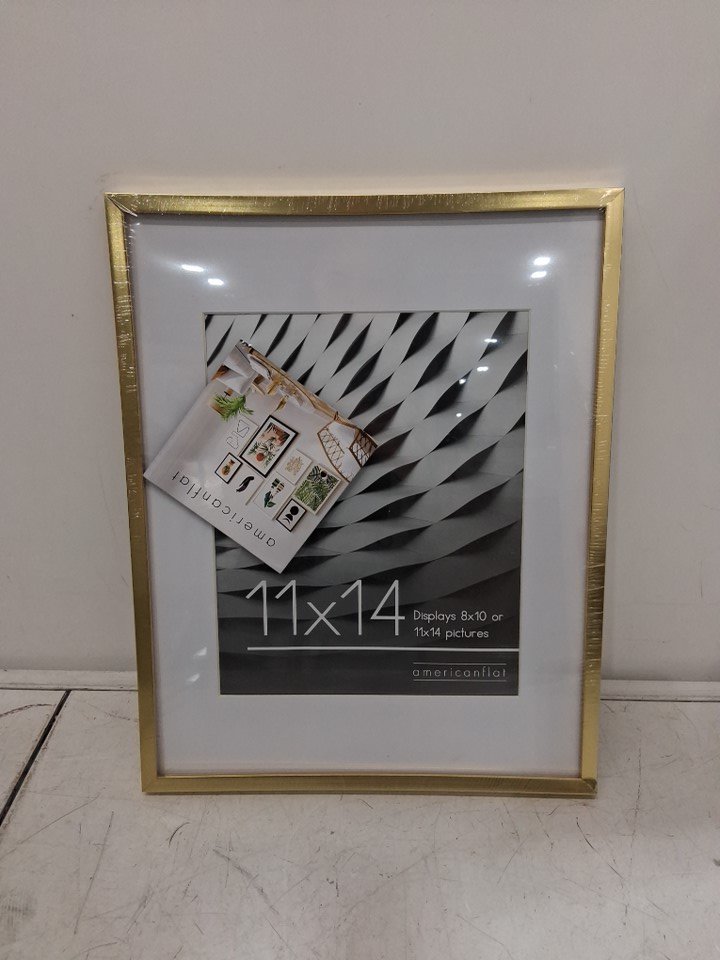 americanflat
11x14
Displays 8x10 or
11x14 pictures
americanflat